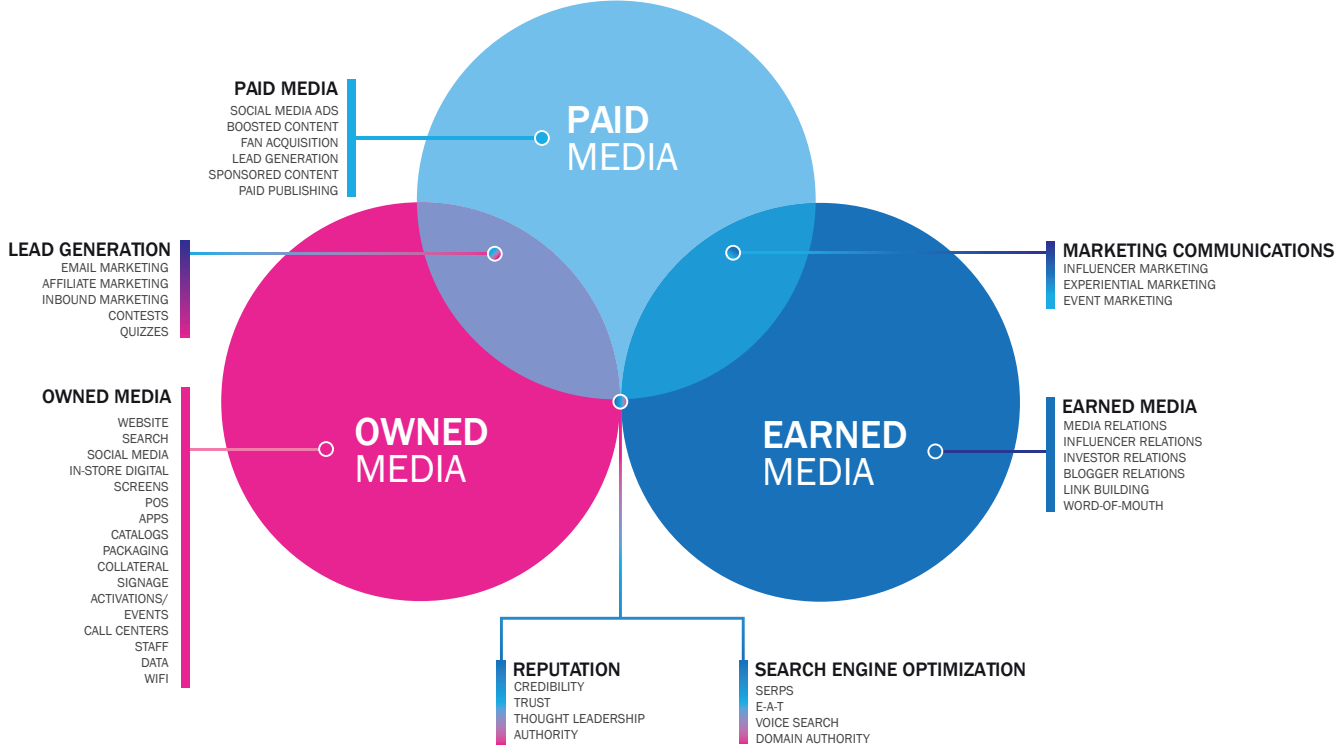 PAID MEDIA
SOCIAL MEDIA ADS
BOOSTED CONTENT
FAN ACQUISITION
LEAD GENERATION
SPONSORED CONTENT
PAID PUBLISHING
PAID
MEDIA
LEAD GENERATION
EMAIL MARKETING
AFFILIATE MARKETING
INBOUND MARKETING
CONTESTS
QUIZZES
MARKETING COMMUNICATIONS
INFLUENCER MARKETING
EXPERIENTIAL MARKETING
EVENT MARKETING
OWNED MEDIA
WEBSITE
SEARCH
SOCIAL MEDIA
IN-STORE DIGITAL
SCREENS
POS
APPS
CATALOGS
PACKAGING
COLLATERAL
SIGNAGE
ACTIVATIONS/
EVENTS
CALL CENTERS
STAFF
DATA
WIFI
OWNED
MEDIA
EARNED
MEDIA
EARNED MEDIA
MEDIA RELATIONS
INFLUENCER RELATIONS
INVESTOR RELATIONS
BLOGGER RELATIONS
LINK BUILDING
WORD-OF-MOUTH
REPUTATION
CREDIBILITY
TRUST
THOUGHT LEADERSHIP
AUTHORITY
SEARCH ENGINE OPTIMIZATION
SERPS
E-A-T
VOICE SEARCH
DOMAIN AUTHORITY